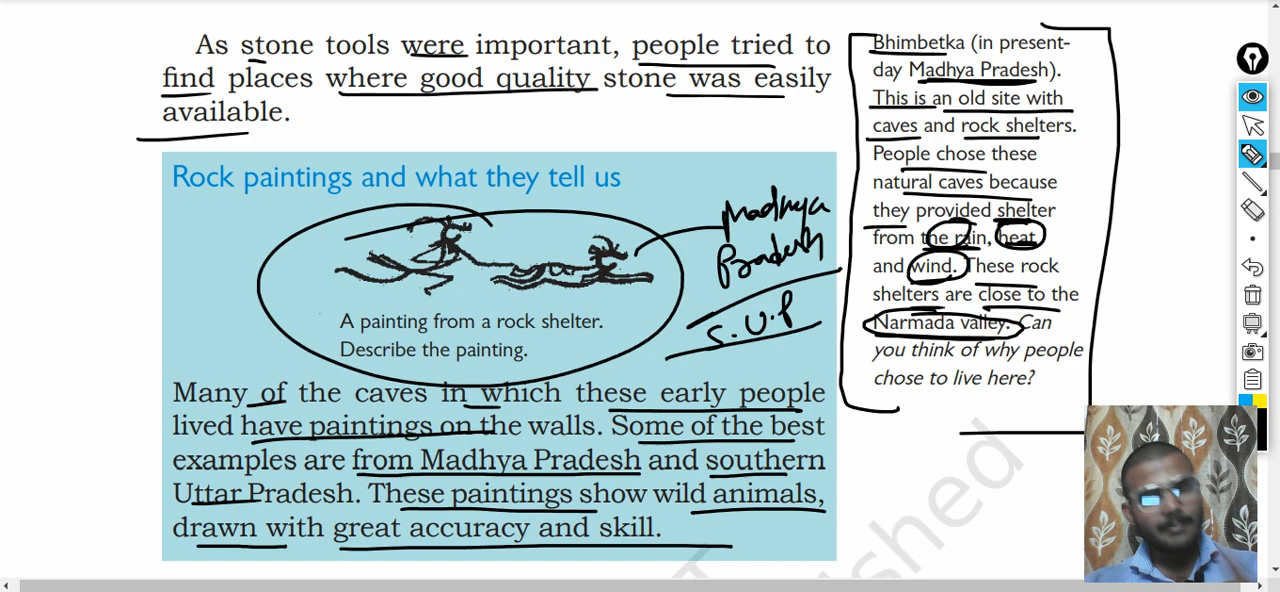 As stone tools were important, people tried to
find places where good quality stone was easily
available.
Rock paintings and what they tell us
Madhya
Pradesh
S.U.P
A painting from a rock shelter.
Describe the painting.
Many of the caves in which these early people
lived have paintings on the walls. Some of the best
examples are from Madhya Pradesh and southern
Uttar Pradesh. These paintings show wild animals,
drawn with great accuracy and skill.
Bhimbetka (in present-
day Madhya Pradesh).
This is an old site with
caves and rock shelters.
People chose these
natural caves because
they provided shelter
from the rain, heat
and wind. These rock
shelters are close to the
Narmada valley. Can
you think of why people
chose to live here?